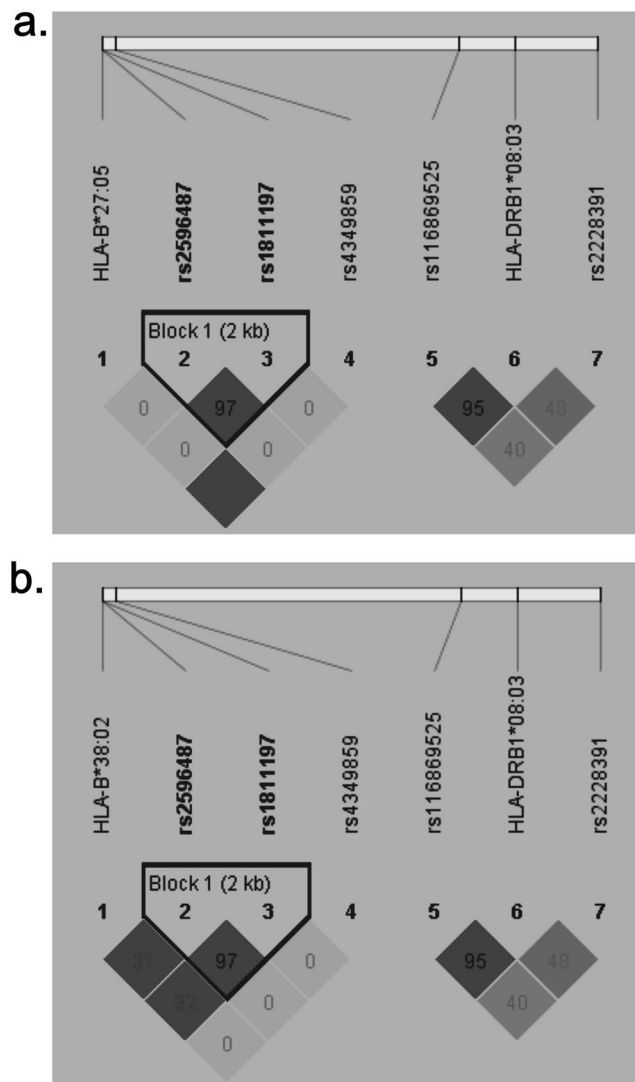 a.
HLA-B*27:05
rs2596487
rs1811197
rs4349859
rs116869525
HLA-DRB1*08:03
rs2228391
Block 1 (2 kb)
1 2 3 4 5 6 7
0 97 0 95 48
0 0 40
b.
HLA-B*38:02
rs2596487
rs1811197
rs4349859
rs116869525
HLA-DRB1*08:03
rs2228391
Block 1 (2 kb)
1 2 3 4 5 6 7
31 97 0 95 48
32 0 40
0